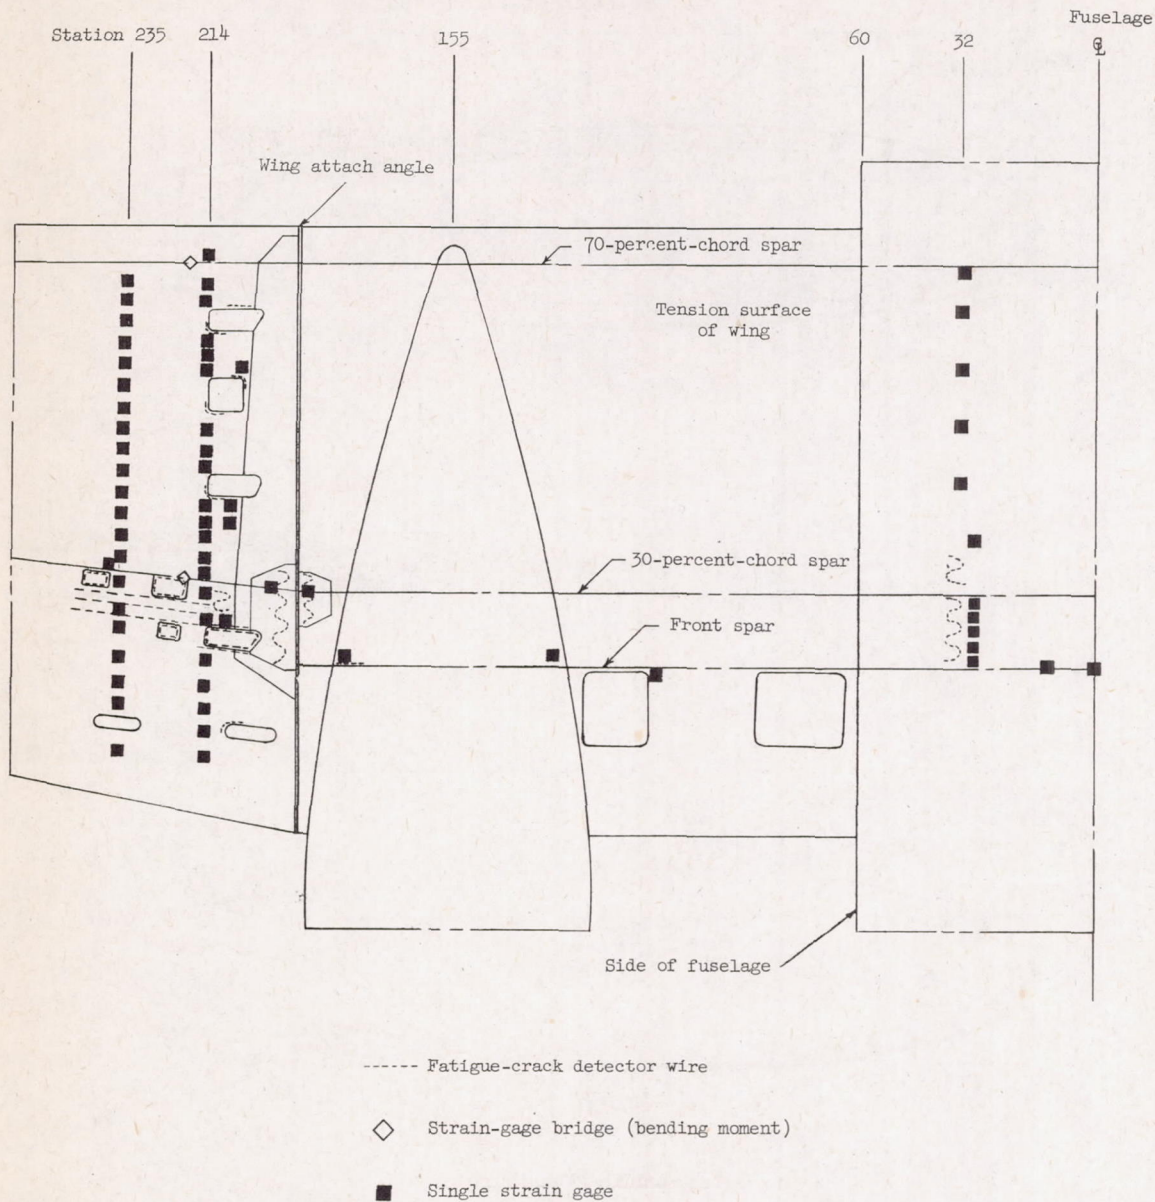 Fuselage
Station 235 214 155 60 32 ℄
Wing attach angle
70-percent-chord spar
Tension surface
of wing
30-percent-chord spar
Front spar
Side of fuselage
Fatigue-crack detector wire
Strain-gage bridge (bending moment)
Single strain gage